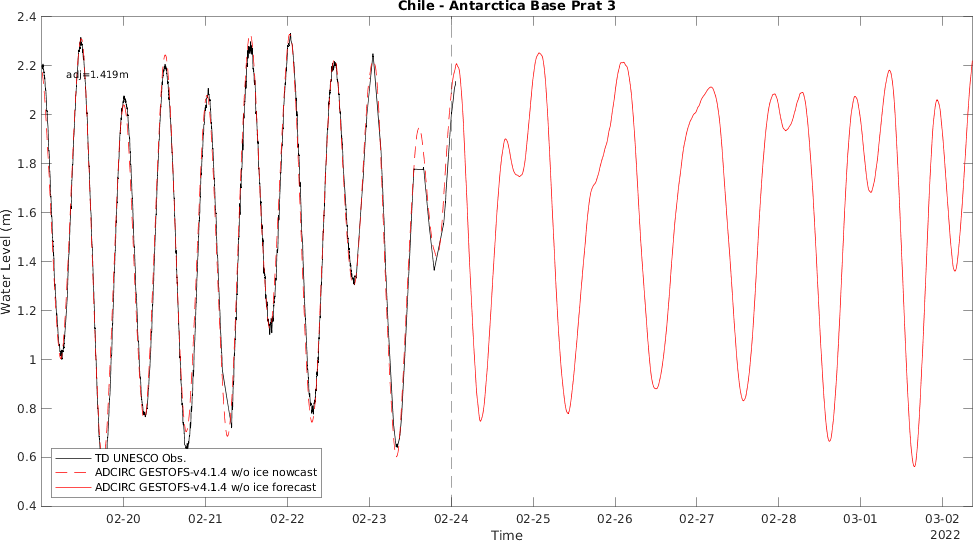 Chile - Antarctica Base Prat 3
2.4
2.2
2
1.8
1.6
1.4
1.2
1
0.8
0.6
0.4
Water Level (m)
adj=1.419m
TD UNESCO Obs.
ADCIRC GESTOFS-v4.1.4 w/o ice nowcast
ADCIRC GESTOFS-v4.1.4 w/o ice forecast
02-20 02-21 02-22 02-23 02-24 02-25 02-26 02-27 02-28 03-01 03-02
Time
2022